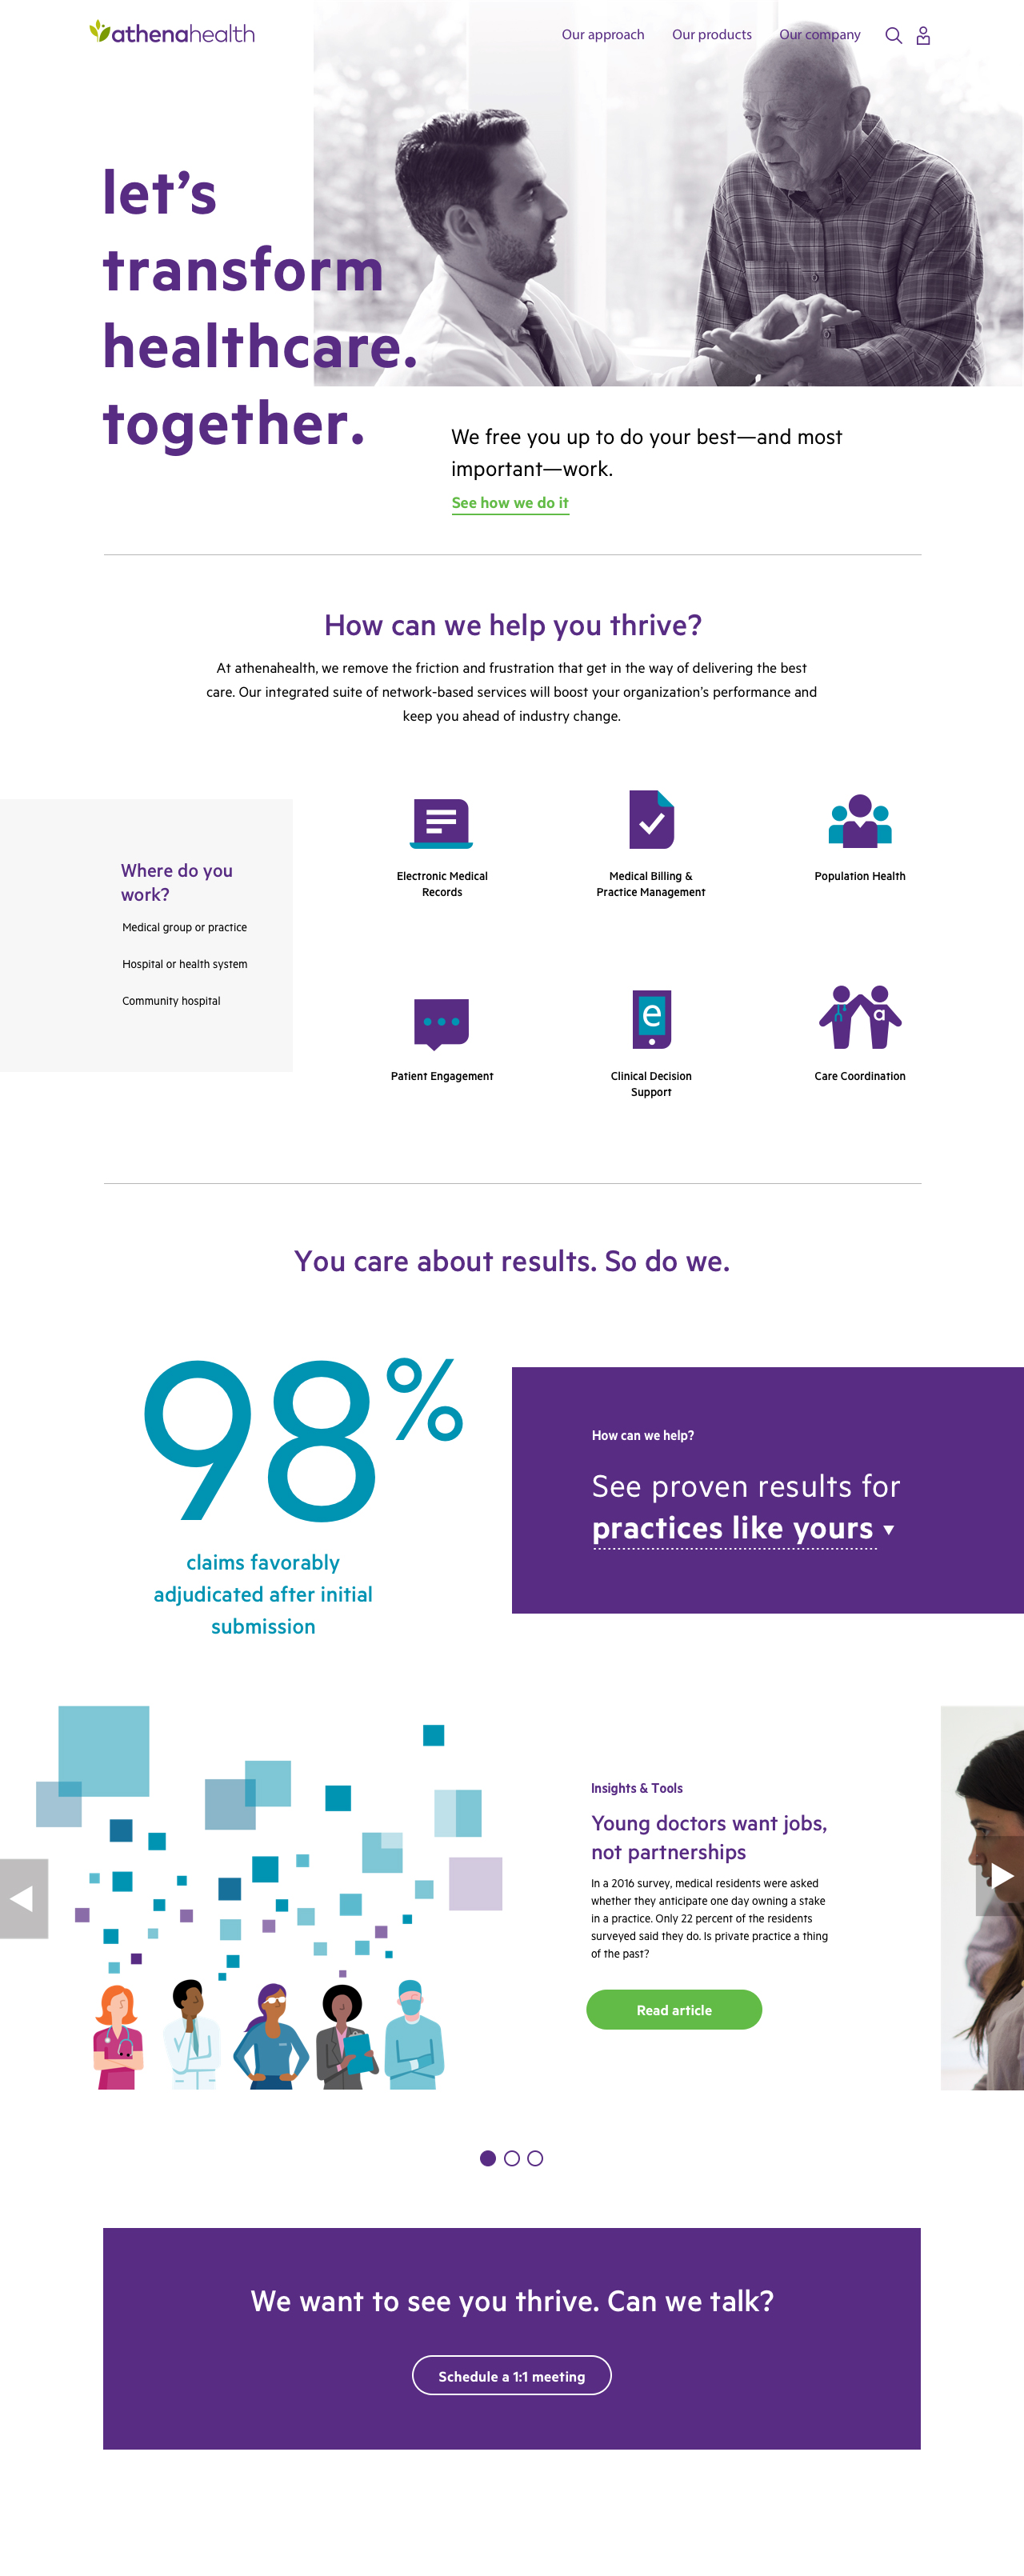 athenahealth
Our approach
Our products
Our company
let’s
transform
healthcare.
together.
We free you up to do your best—and most
important—work.
See how we do it
How can we help you thrive?
At athenahealth, we remove the friction and frustration that get in the way of delivering the best
care. Our integrated suite of network-based services will boost your organization’s performance and
keep you ahead of industry change.
Where do you
work?
Medical group or practice
Hospital or health system
Community hospital
Electronic Medical
Records
Medical Billing &
Practice Management
Population Health
Patient Engagement
e
Clinical Decision
Support
a
Care Coordination
You care about results. So do we.
98%
claims favorably
adjudicated after initial
submission
How can we help?
See proven results for
practices like yours
Insights & Tools
Young doctors want jobs,
not partnerships
In a 2016 survey, medical residents were asked
whether they anticipate one day owning a stake
in a practice. Only 22 percent of the residents
surveyed said they do. Is private practice a thing
of the past?
Read article
We want to see you thrive. Can we talk?
Schedule a 1:1 meeting